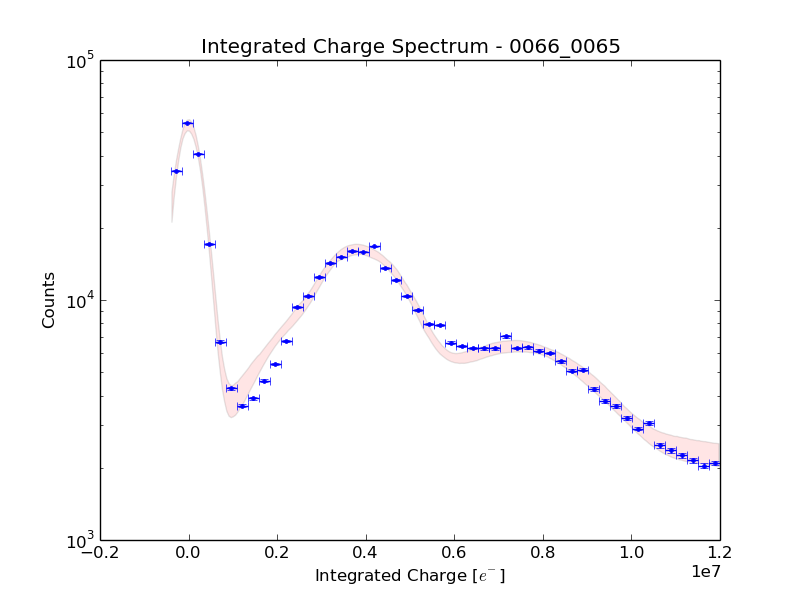 Integrated Charge Spectrum - 0066_0065
10^5
10^4
10^3
Counts
−0.2 0.0 0.2 0.4 0.6 0.8 1.0 1.2
1e7
Integrated Charge [e^-]